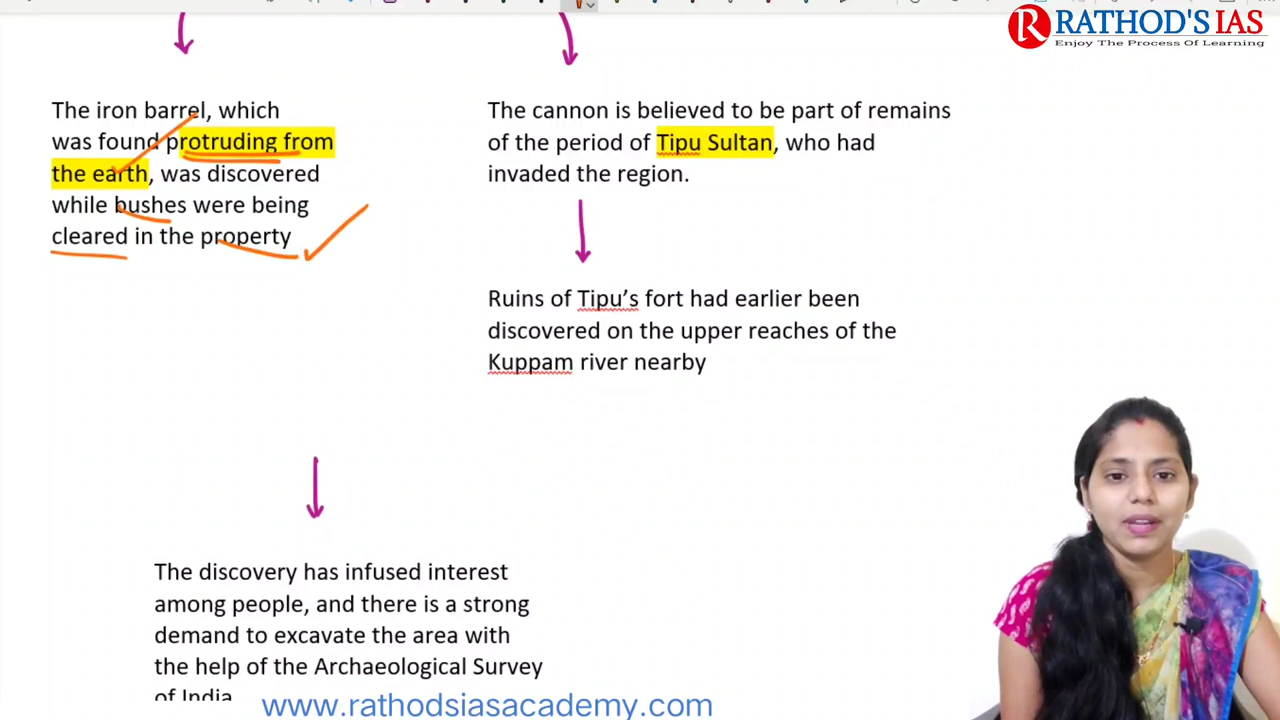 RATHOD'S IAS
Enjoy The Process Of Learning
The iron barrel, which
was found protruding from
the earth, was discovered
while bushes were being
cleared in the property
The cannon is believed to be part of remains
of the period of Tipu Sultan, who had
invaded the region.
Ruins of Tipu’s fort had earlier been
discovered on the upper reaches of the
Kuppam river nearby
The discovery has infused interest
among people, and there is a strong
demand to excavate the area with
the help of the Archaeological Survey
of India
www.rathodsiasacademy.com